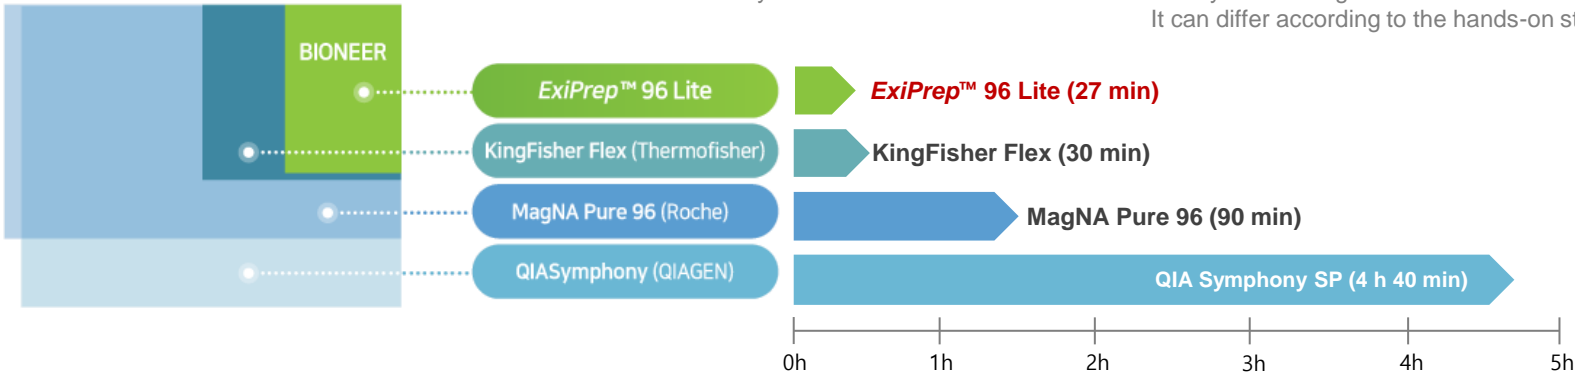 It can differ according to the hands-on st
BIONEER
ExiPrep™ 96 Lite
ExiPrep™ 96 Lite (27 min)
KingFisher Flex (Thermofisher)
KingFisher Flex (30 min)
MagNA Pure 96 (Roche)
MagNA Pure 96 (90 min)
QIASymphony (QIAGEN)
QIA Symphony SP (4 h 40 min)
0h 1h 2h 3h 4h 5h